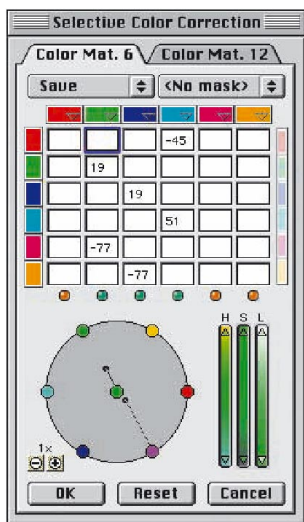 Selective Color Correction
Color Mat. 6 Color Mat. 12
Save <No mask>
-45
19
19
51
-77
-77
H S L
1x
OK Reset Cancel